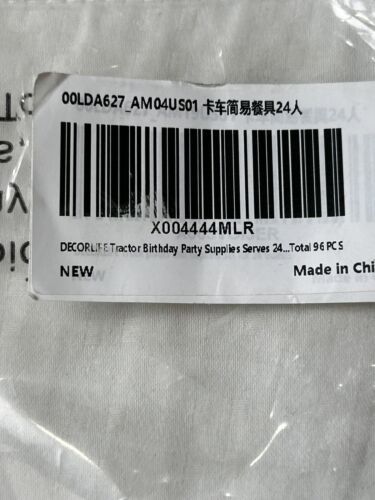 00LDA627_AM04US01 卡车简易餐具24人
X004444MLR
DECORLIFE Tractor Birthday Party Supplies Serves 24...Total 96 PCS
NEW
Made in Chi